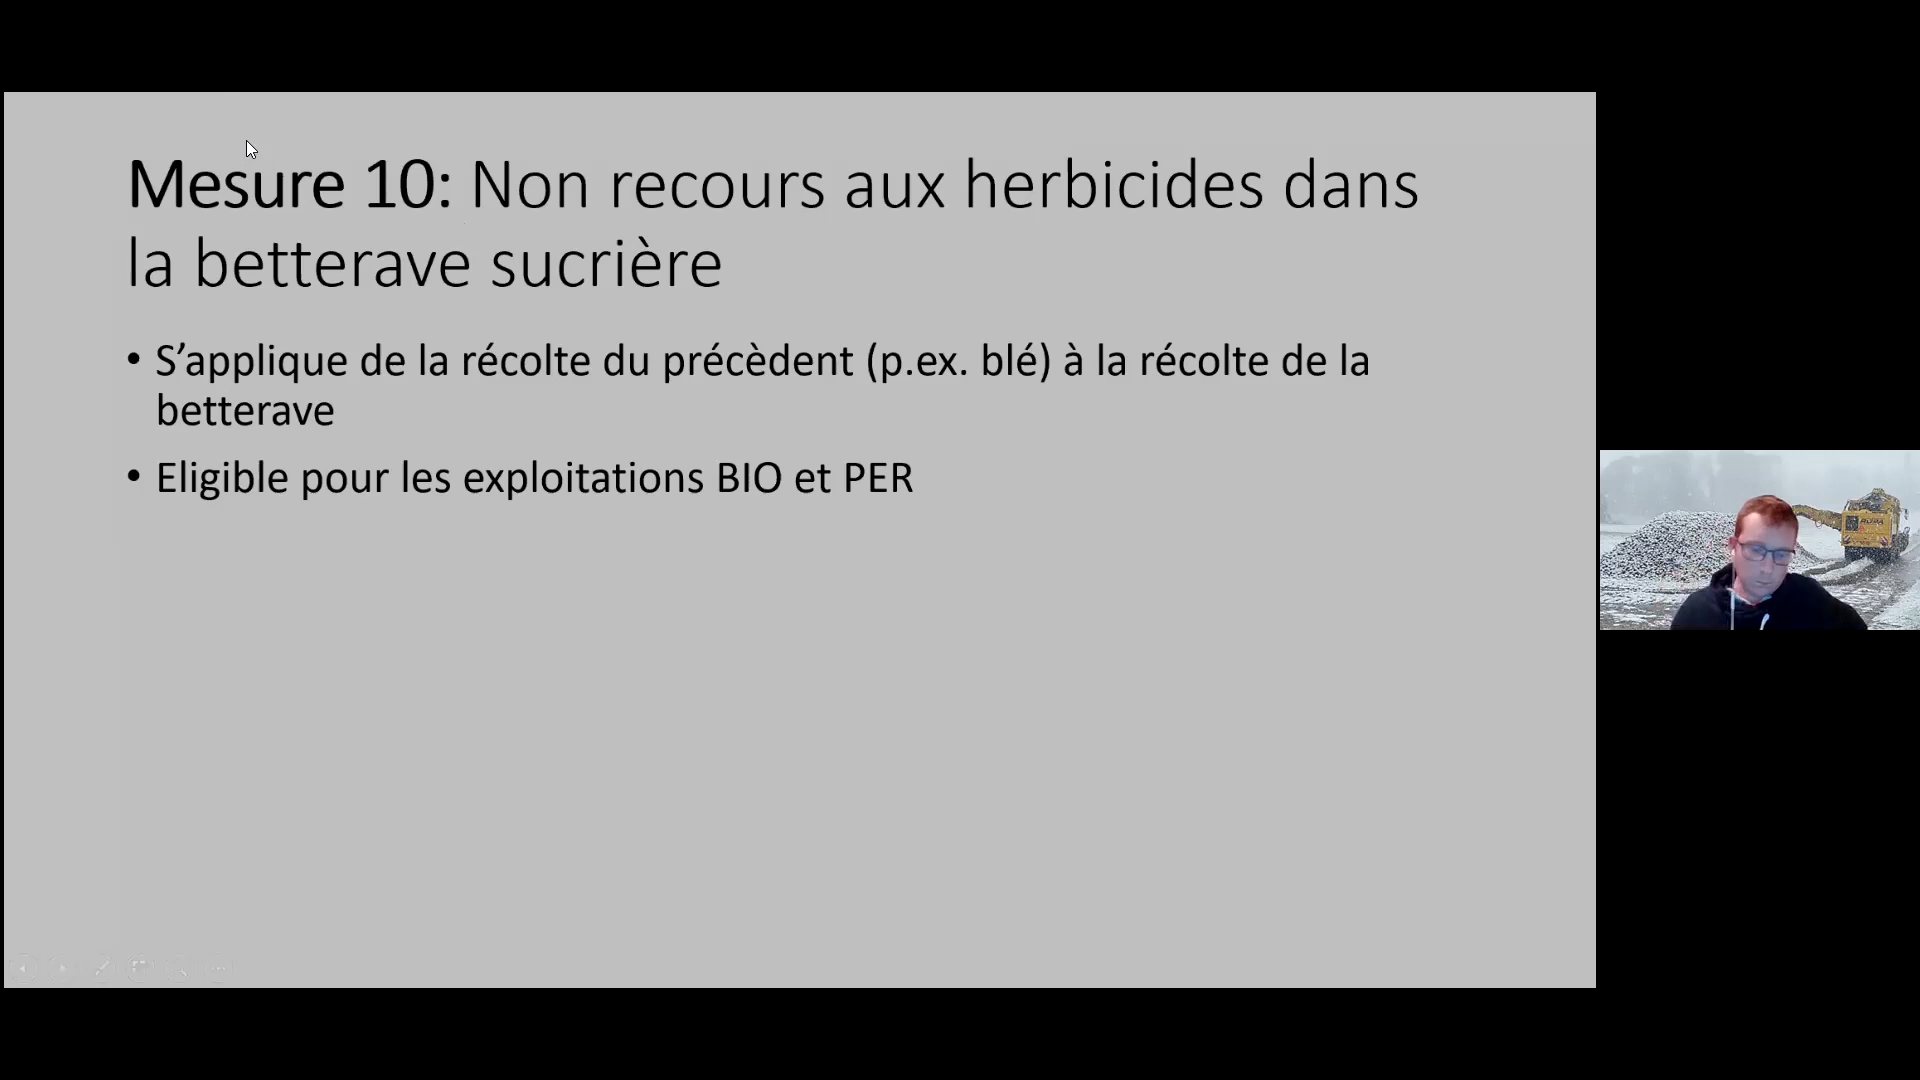 Mesure 10: Non recours aux herbicides dans
la betterave sucrière
• S’applique de la récolte du précèdent (p.ex. blé) à la récolte de la
betterave
• Eligible pour les exploitations BIO et PER